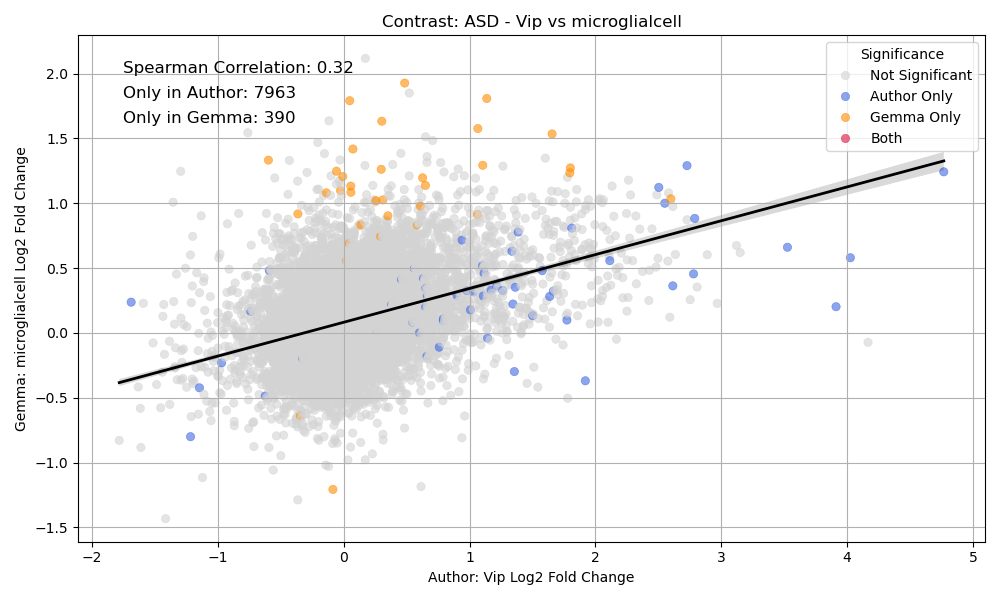 Contrast: ASD - Vip vs microglialcell
Spearman Correlation: 0.32
Only in Author: 7963
Only in Gemma: 390
Significance
Not Significant
Author Only
Gemma Only
Both
2.0
1.5
1.0
0.5
0.0
−0.5
−1.0
−1.5
Gemma: microglialcell Log2 Fold Change
−2
−1
0
1
2
3
4
5
Author: Vip Log2 Fold Change